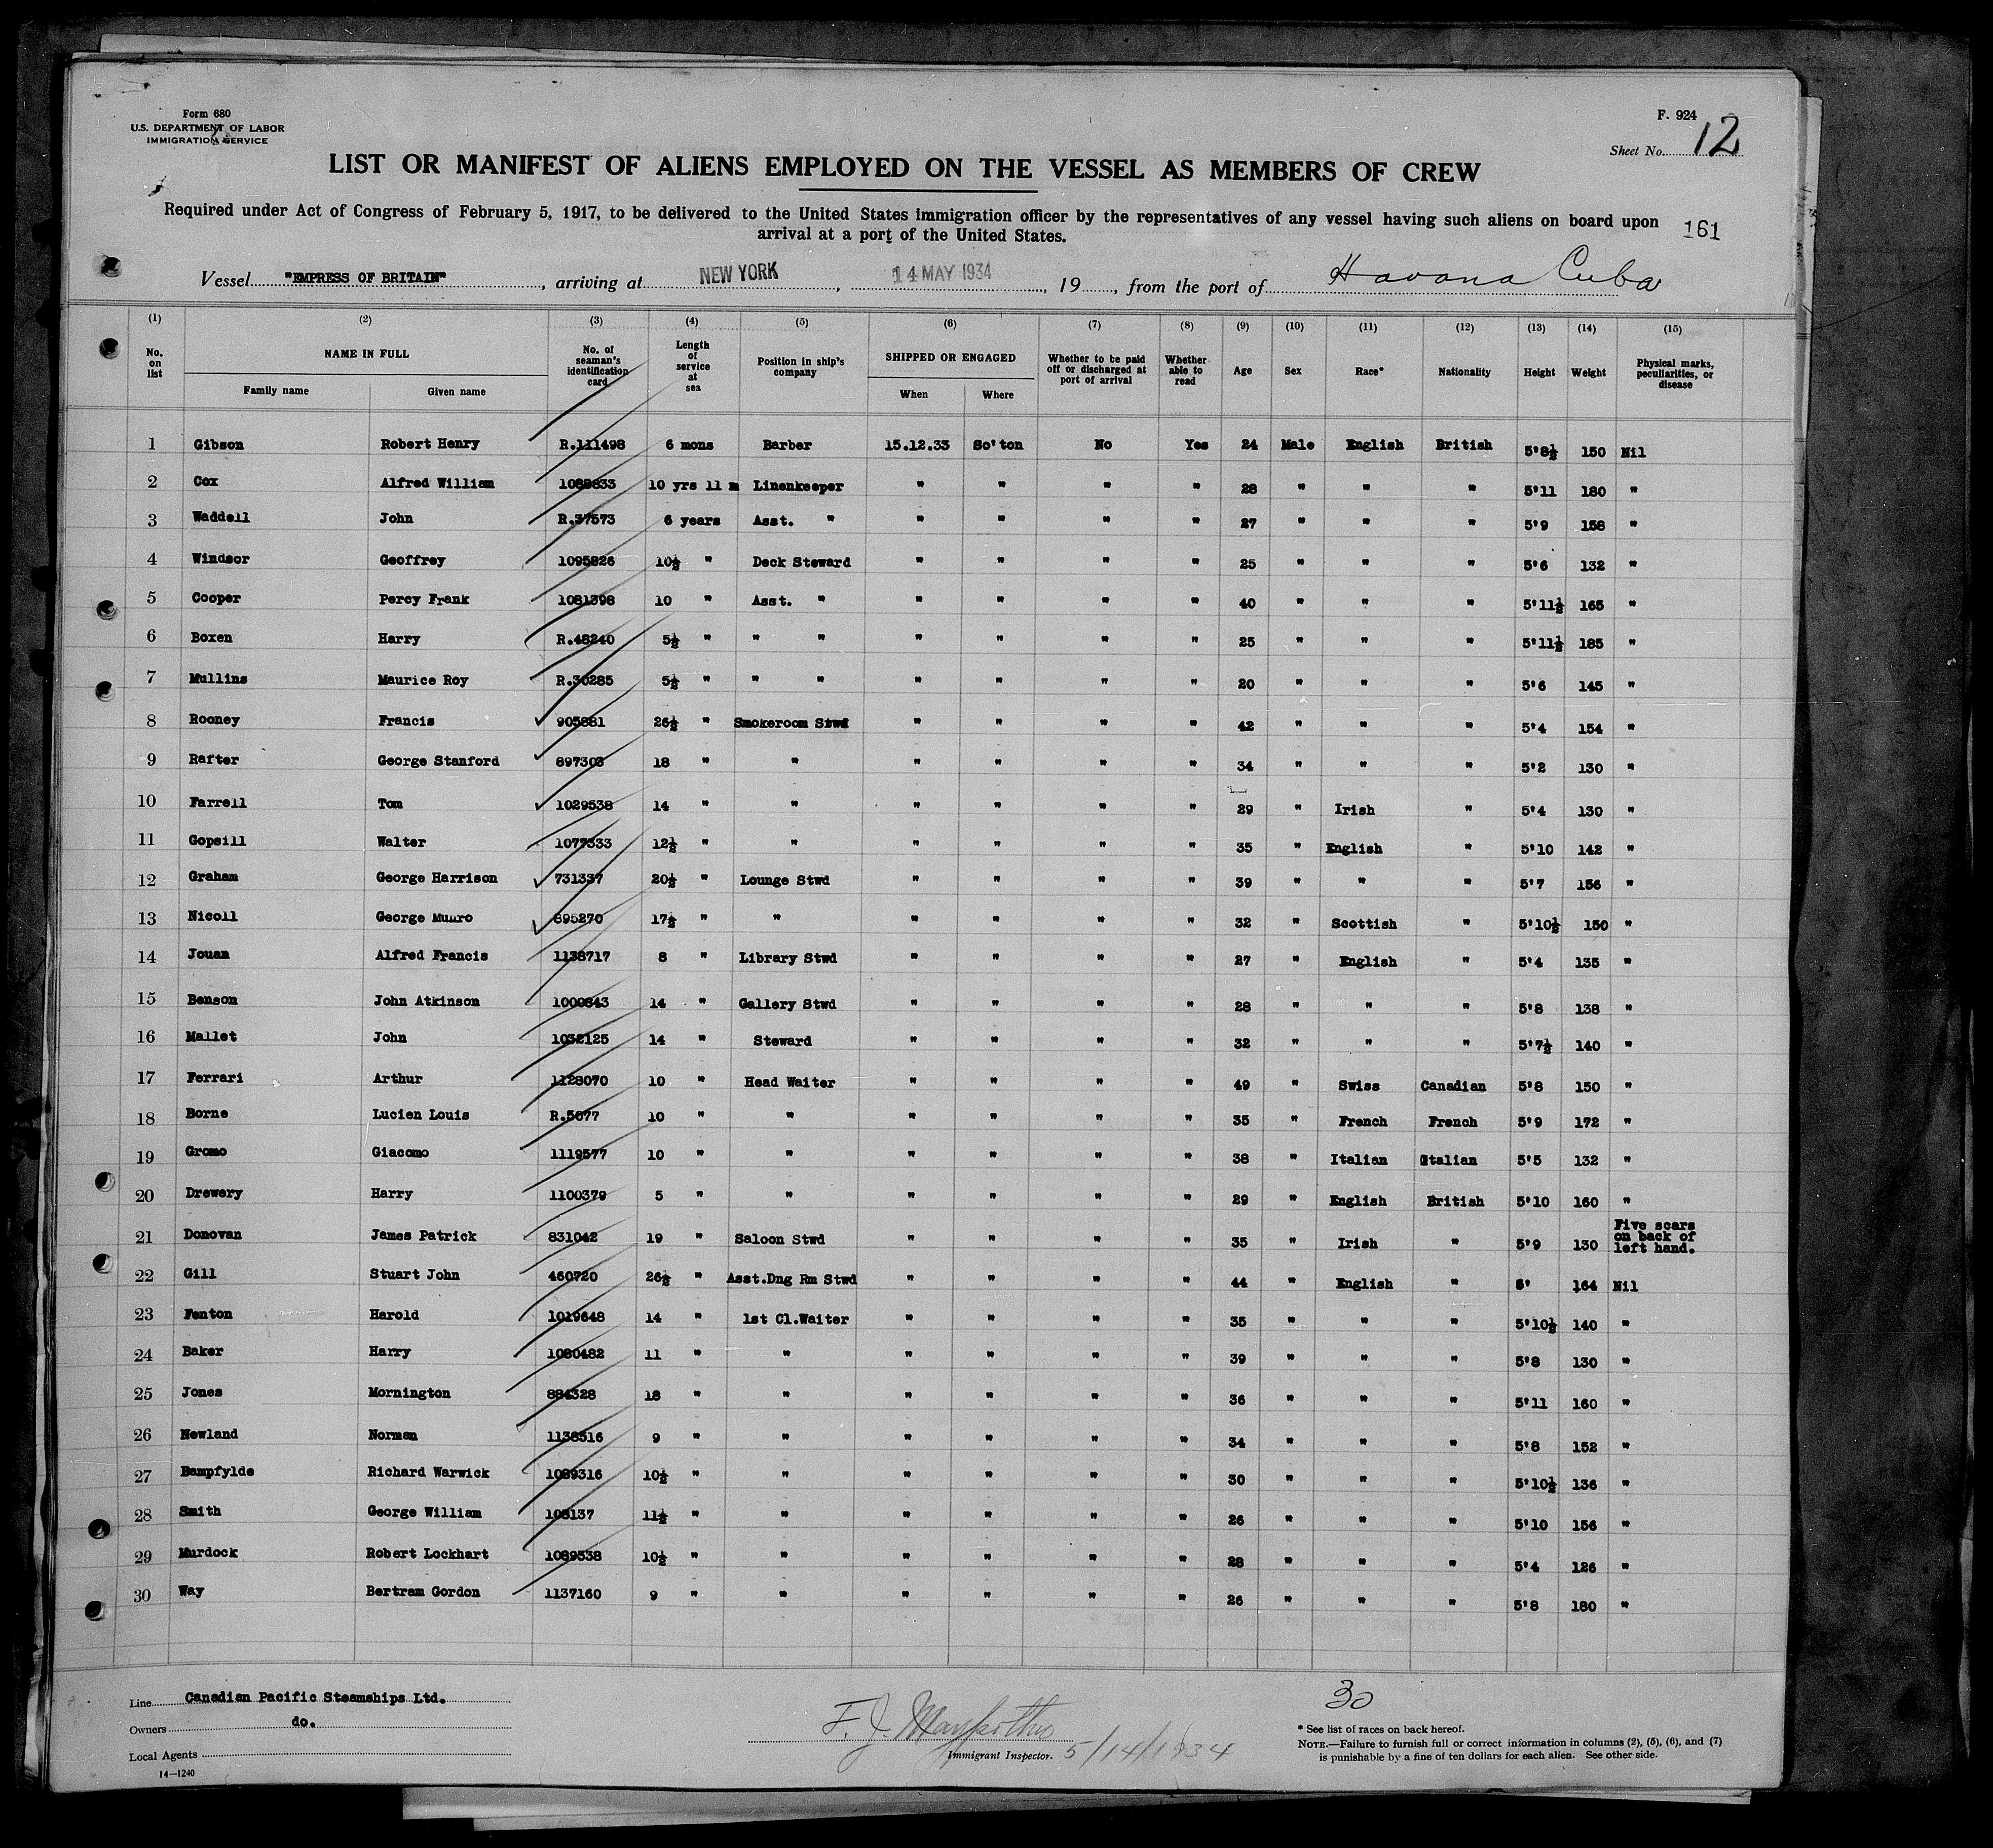 Form 680
U.S. DEPARTMENT OF LABOR
IMMIGRATION SERVICE
F. 924
Sheet No. 12
LIST OR MANIFEST OF ALIENS EMPLOYED ON THE VESSEL AS MEMBERS OF CREW
Required under Act of Congress of February 5, 1917, to be delivered to the United States immigration officer by the representatives of any vessel having such aliens on board upon
arrival at a port of the United States.
161
Vessel "EMPRESS OF BRITAIN", arriving at NEW YORK, 14 MAY 1934, 19, from the port of Havana Cuba
(1) (2) (3) (4) (5) (6) (7) (8) (9) (10) (11) (12) (13) (14) (15)
No. on list NAME IN FULL Family name Given name No. of seaman's identification card Length of service at sea Position in ship's company SHIPPED OR ENGAGED When Where Whether to be paid off or discharged at port of arrival Whether able to read Age Sex Race* Nationality Height Weight Physical marks, peculiarities, or disease
1 Gibson Robert Henry R.111498 6 mons Barber 15.12.33 So'ton No Yes 24 Male English British 5'8½ 150 Nil
2 Cox Alfred William 1088833 10 yrs 11 m Linenkeeper " " " " 28 " " " 5'11 180 "
3 Waddell John R.37573 6 years Asst. " " " " " 27 " " " 5'9 158 "
4 Windsor Geoffrey 1095826 10½ " Deck Steward " " " " 25 " " " 5'6 132 "
5 Cooper Percy Frank 1081398 10 " Asst. " " " " " 40 " " " 5'11½ 165 "
6 Boxen Harry R.48240 5½ " " " " " " " 25 " " " 5'11½ 185 "
7 Mullins Maurice Roy R.30285 5½ " " " " " " " 20 " " " 5'6 145 "
8 Rooney Francis 905881 26½ " Smokeroom Stwd " " " " 42 " " " 5'4 154 "
9 Rafter George Stanford 897303 18 " " " " " " 34 " " " 5'2 130 "
10 Farrell Tom 1029538 14 " " " " " " 29 " Irish " 5'4 130 "
11 Gopsill Walter 1077333 12½ " " " " " " 35 " English " 5'10 142 "
12 Graham George Harrison 731337 20½ " Lounge Stwd " " " " 39 " " " 5'7 156 "
13 Nicoll George Munro 895270 17½ " " " " " " 32 " Scottish " 5'10½ 150 "
14 Jouan Alfred Francis 1138717 8 " Library Stwd " " " " 27 " English " 5'4 135 "
15 Benson John Atkinson 1000843 14 " Gallery Stwd " " " " 28 " " " 5'8 138 "
16 Mallet John 1032125 14 " Steward " " " " 32 " " " 5'7½ 140 "
17 Ferrari Arthur 1128070 10 " Head Waiter " " " " 49 " Swiss Canadian 5'8 150 "
18 Borne Lucien Louis R.5077 10 " " " " " " 35 " French French 5'9 172 "
19 Gromo Giacomo 1119577 10 " " " " " " 38 " Italian Italian 5'5 132 "
20 Drewery Harry 1100379 5 " " " " " " 29 " English British 5'10 160 "
21 Donovan James Patrick 831042 19 " Saloon Stwd " " " " 35 " Irish " 5'9 130 Five scars on back of left hand.
22 Gill Stuart John 460720 26½ " Asst.Dng Rm Stwd " " " " 44 " English " 5' 164 Nil
23 Fenton Harold 1019648 14 " 1st Cl.Waiter " " " " 35 " " " 5'10½ 140 "
24 Baker Harry 1080482 11 " " " " " " 39 " " " 5'8 130 "
25 Jones Mornington 884328 18 " " " " " " 36 " " " 5'11 160 "
26 Newland Norman 1138516 9 " " " " " " 34 " " " 5'8 152 "
27 Bampfylde Richard Warwick 1089316 10½ " " " " " " 30 " " " 5'10½ 136 "
28 Smith George William 108137 11½ " " " " " " 26 " " " 5'10 156 "
29 Murdock Robert Lockhart 1089338 10½ " " " " " " 28 " " " 5'4 126 "
30 Way Bertram Gordon 1137160 9 " " " " " " 26 " " " 5'8 180 "
Line Canadian Pacific Steamships Ltd.
Owners do.
Local Agents
14—1240
F. J.
Immigrant Inspector. 5/14/1934
30
* See list of races on back hereof.
NOTE.—Failure to furnish full or correct information in columns (2), (5), (6), and (7)
is punishable by a fine of ten dollars for each alien. See other side.